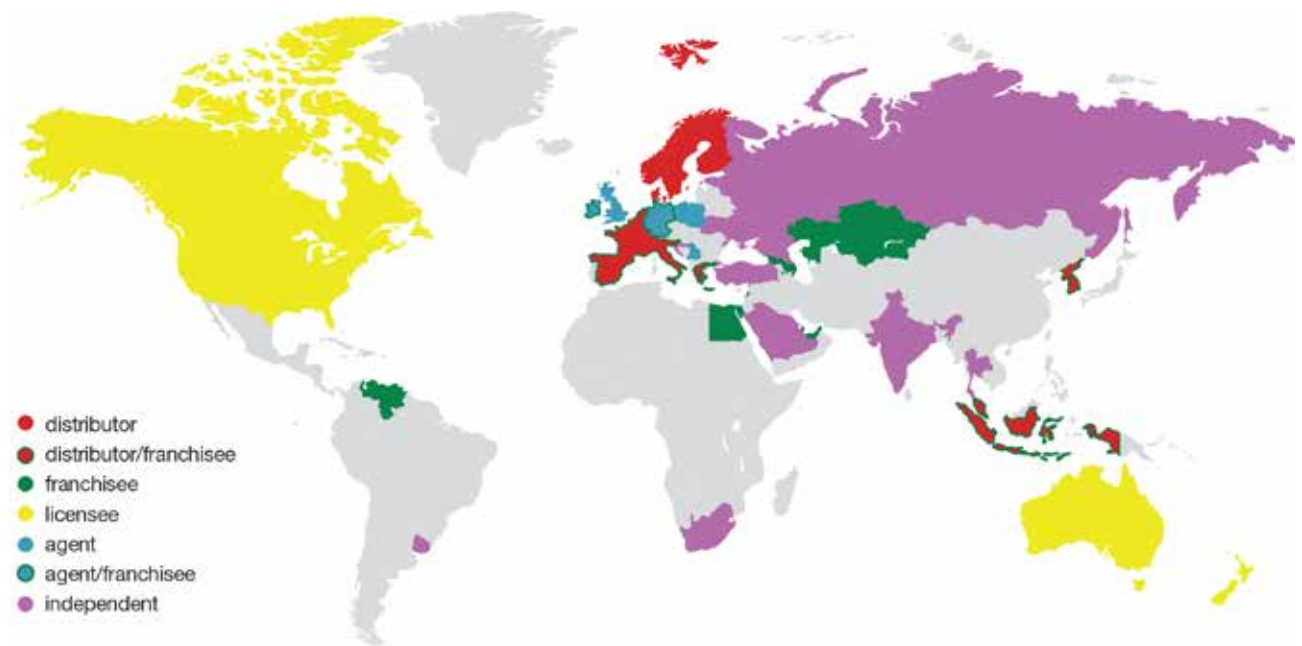 distributor
distributor/franchisee
franchisee
licensee
agent
agent/franchisee
independent